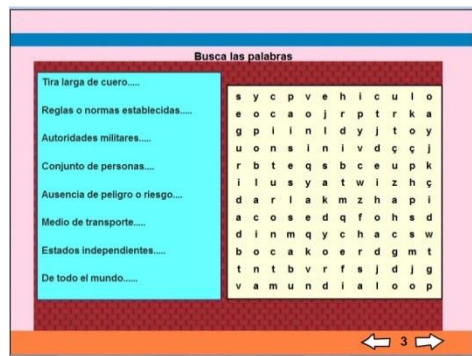 Busca las palabras
Tira larga de cuero.....
Reglas o normas establecidas.....
Autoridades militares.....
Conjunto de personas....
Ausencia de peligro o riesgo....
Medio de transporte.....
Estados independientes.....
De todo el mundo......
s y c p v e h i c u l o
e o c a o j r p t r k a
g p i i n l d y j t o y
u o n s i n i v d ç ç j
r b t e q s b c e u p k
i l u s y a t w i z h ç
d a r l a k m z h a p i
a c o s e d q f o h s d
d i n m q y c h a c s w
b o c a k o e r d g m t
t n t b v r f s j d j g
v a m u n d i a l o o p
3